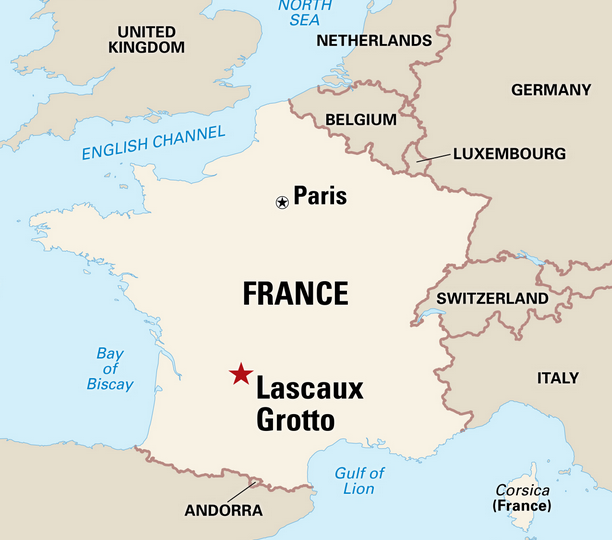 NORTH
SEA
UNITED
KINGDOM
NETHERLANDS
GERMANY
BELGIUM
ENGLISH CHANNEL
LUXEMBOURG
Paris
FRANCE
SWITZERLAND
Bay
of
Biscay
Lascaux
Grotto
ITALY
Gulf of
Lion
Corsica
(France)
ANDORRA